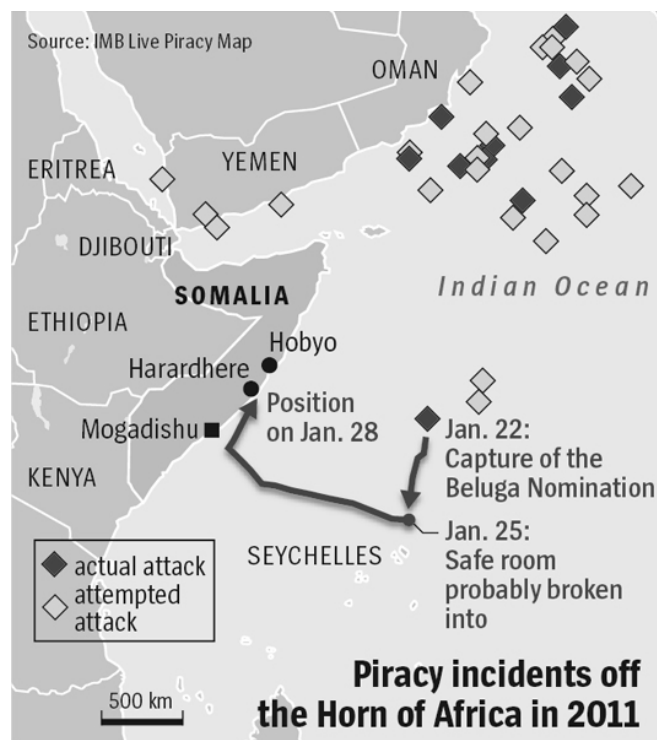 Source: IMB Live Piracy Map
OMAN
ERITREA
YEMEN
DJIBOUTI
SOMALIA
Indian Ocean
ETHIOPIA
Hobyo
Harardhere
Position
on Jan. 28
Mogadishu
Jan. 22:
Capture of the
Beluga Nomination
KENYA
Jan. 25:
Safe room
probably broken
into
SEYCHELLES
actual attack
attempted
attack
Piracy incidents off
the Horn of Africa in 2011
500 km